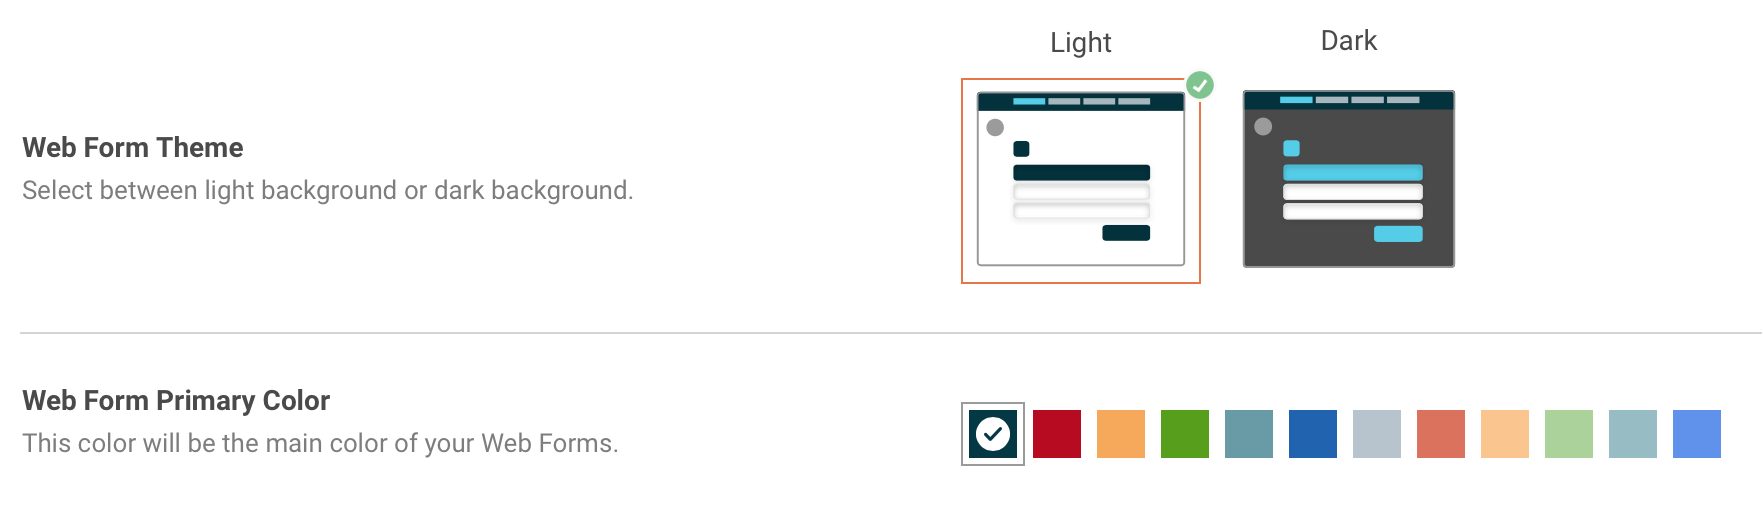 Light
Dark
Web Form Theme
Select between light background or dark background.
Web Form Primary Color
This color will be the main color of your Web Forms.